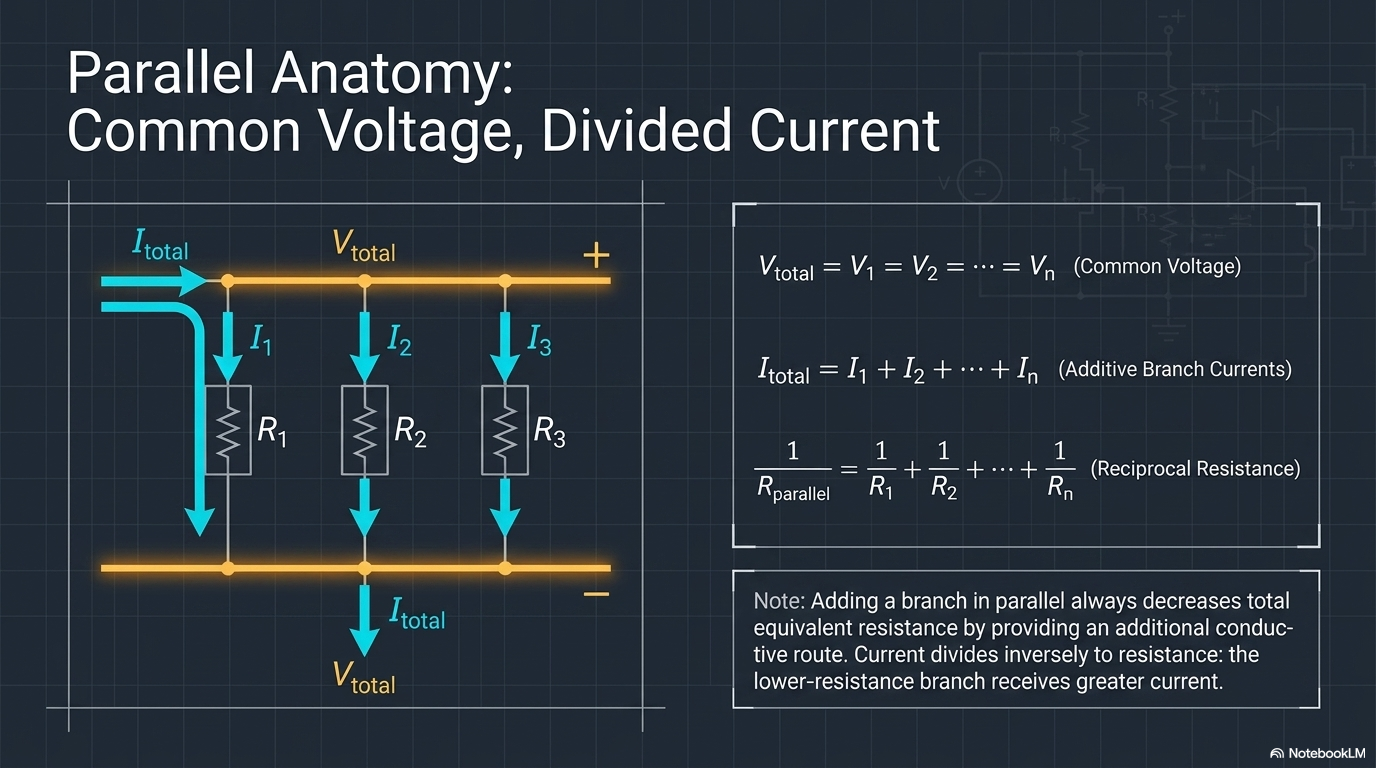 Parallel Anatomy:
Common Voltage, Divided Current
I_total
V_total
+
I_1
I_2
I_3
R_1
R_2
R_3
−
I_total
V_total
V_total = V_1 = V_2 = ⋯ = V_n (Common Voltage)
I_total = I_1 + I_2 + ⋯ + I_n (Additive Branch Currents)
1/R_parallel = 1/R_1 + 1/R_2 + ⋯ + 1/R_n (Reciprocal Resistance)
Note: Adding a branch in parallel always decreases total
equivalent resistance by providing an additional conduc-
tive route. Current divides inversely to resistance: the
lower-resistance branch receives greater current.
NotebookLM